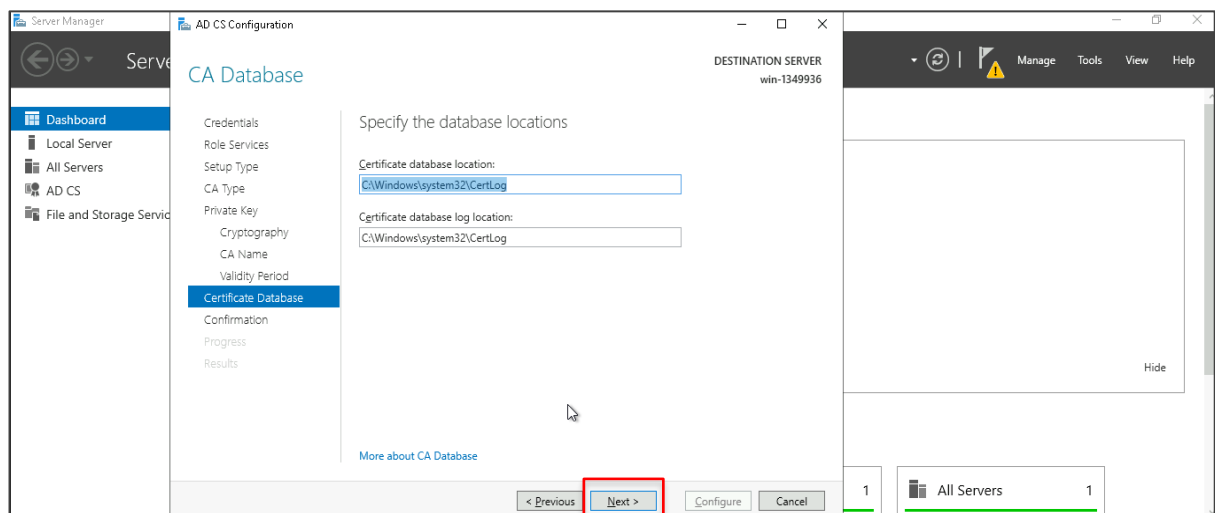 Server Manager
AD CS Configuration
Serve
Manage
Tools
View
Help
CA Database
DESTINATION SERVER
win-1349936
Dashboard
Local Server
All Servers
AD CS
File and Storage Servic
Credentials
Role Services
Setup Type
CA Type
Private Key
Cryptography
CA Name
Validity Period
Certificate Database
Confirmation
Progress
Results
Specify the database locations
Certificate database location:
C:\Windows\system32\CertLog
Certificate database log location:
C:\Windows\system32\CertLog
More about CA Database
< Previous
Next >
Configure
Cancel
Hide
1
All Servers
1